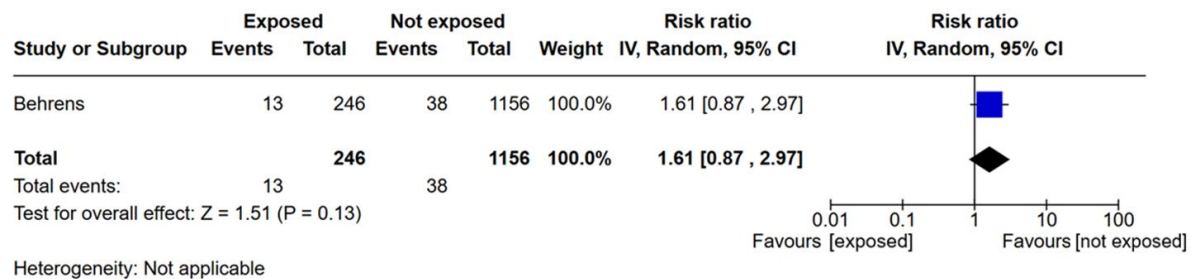 Exposed Not exposed Risk ratio Risk ratio
Study or Subgroup Events Total Events Total Weight IV, Random, 95% CI IV, Random, 95% CI
Behrens 13 246 38 1156 100.0% 1.61 [0.87 , 2.97]
Total 246 1156 100.0% 1.61 [0.87 , 2.97]
Total events: 13 38
Test for overall effect: Z = 1.51 (P = 0.13)
0.01 0.1 1 10 100
Favours [exposed] Favours [not exposed]
Heterogeneity: Not applicable